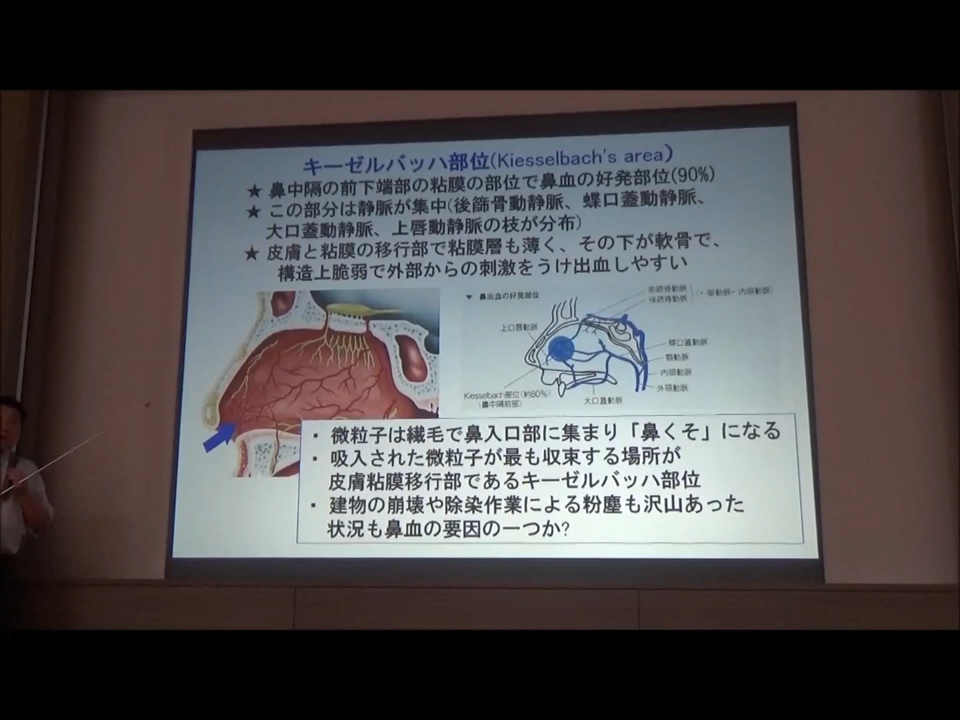 キーゼルバッハ部位(Kiesselbach's area)
★ 鼻中隔の前下端部の粘膜の部位で鼻血の好発部位(90%)
★ この部分は静脈が集中(後篩骨動静脈、蝶口蓋動静脈、
大口蓋動静脈、上唇動静脈の枝が分布)
★ 皮膚と粘膜の移行部で粘膜層も薄く、その下が軟骨で、
構造上脆弱で外部からの刺激をうけ出血しやすい
▼ 鼻出血の好発部位
前篩骨動脈
後篩骨動脈
眼動脈・内頸動脈
上口唇動脈
蝶口蓋動脈
顎動脈
内頸動脈
外頸動脈
大口蓋動脈
Kiesselbach部位(約80%)
(鼻中隔前部)
・ 微粒子は繊毛で鼻入口部に集まり「鼻くそ」になる
・ 吸入された微粒子が最も収束する場所が
皮膚粘膜移行部であるキーゼルバッハ部位
・ 建物の崩壊や除染作業による粉塵も沢山あった
状況も鼻血の要因の一つか?